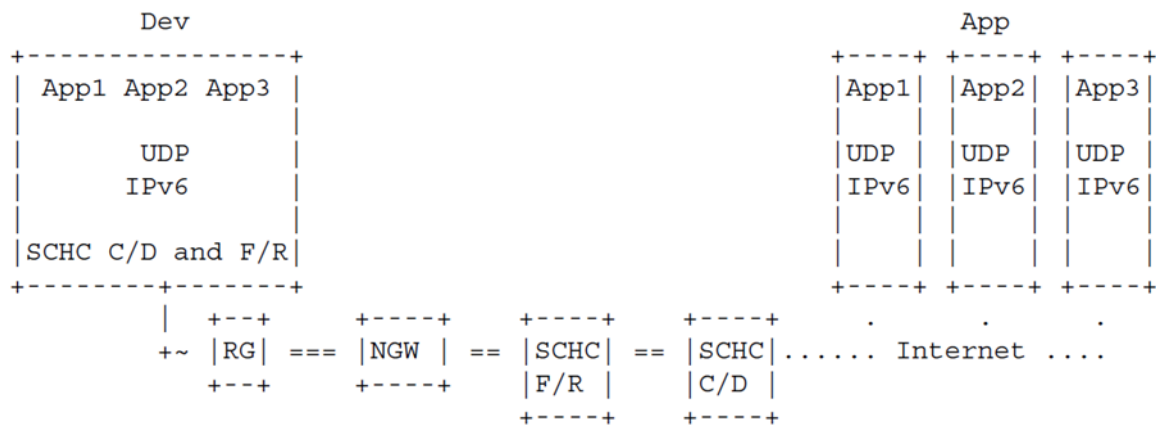 Dev App
App1 App2 App3 App1 App2 App3
UDP UDP UDP UDP
IPv6 IPv6 IPv6 IPv6
SCHC C/D and F/R
+~ RG === NGW == SCHC == SCHC ...... Internet ....
F/R C/D